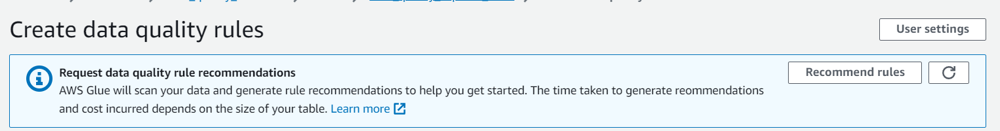 Create data quality rules
User settings
Request data quality rule recommendations
Recommend rules
AWS Glue will scan your data and generate rule recommendations to help you get started. The time taken to generate reommendations
and cost incurred depends on the size of your table. Learn more